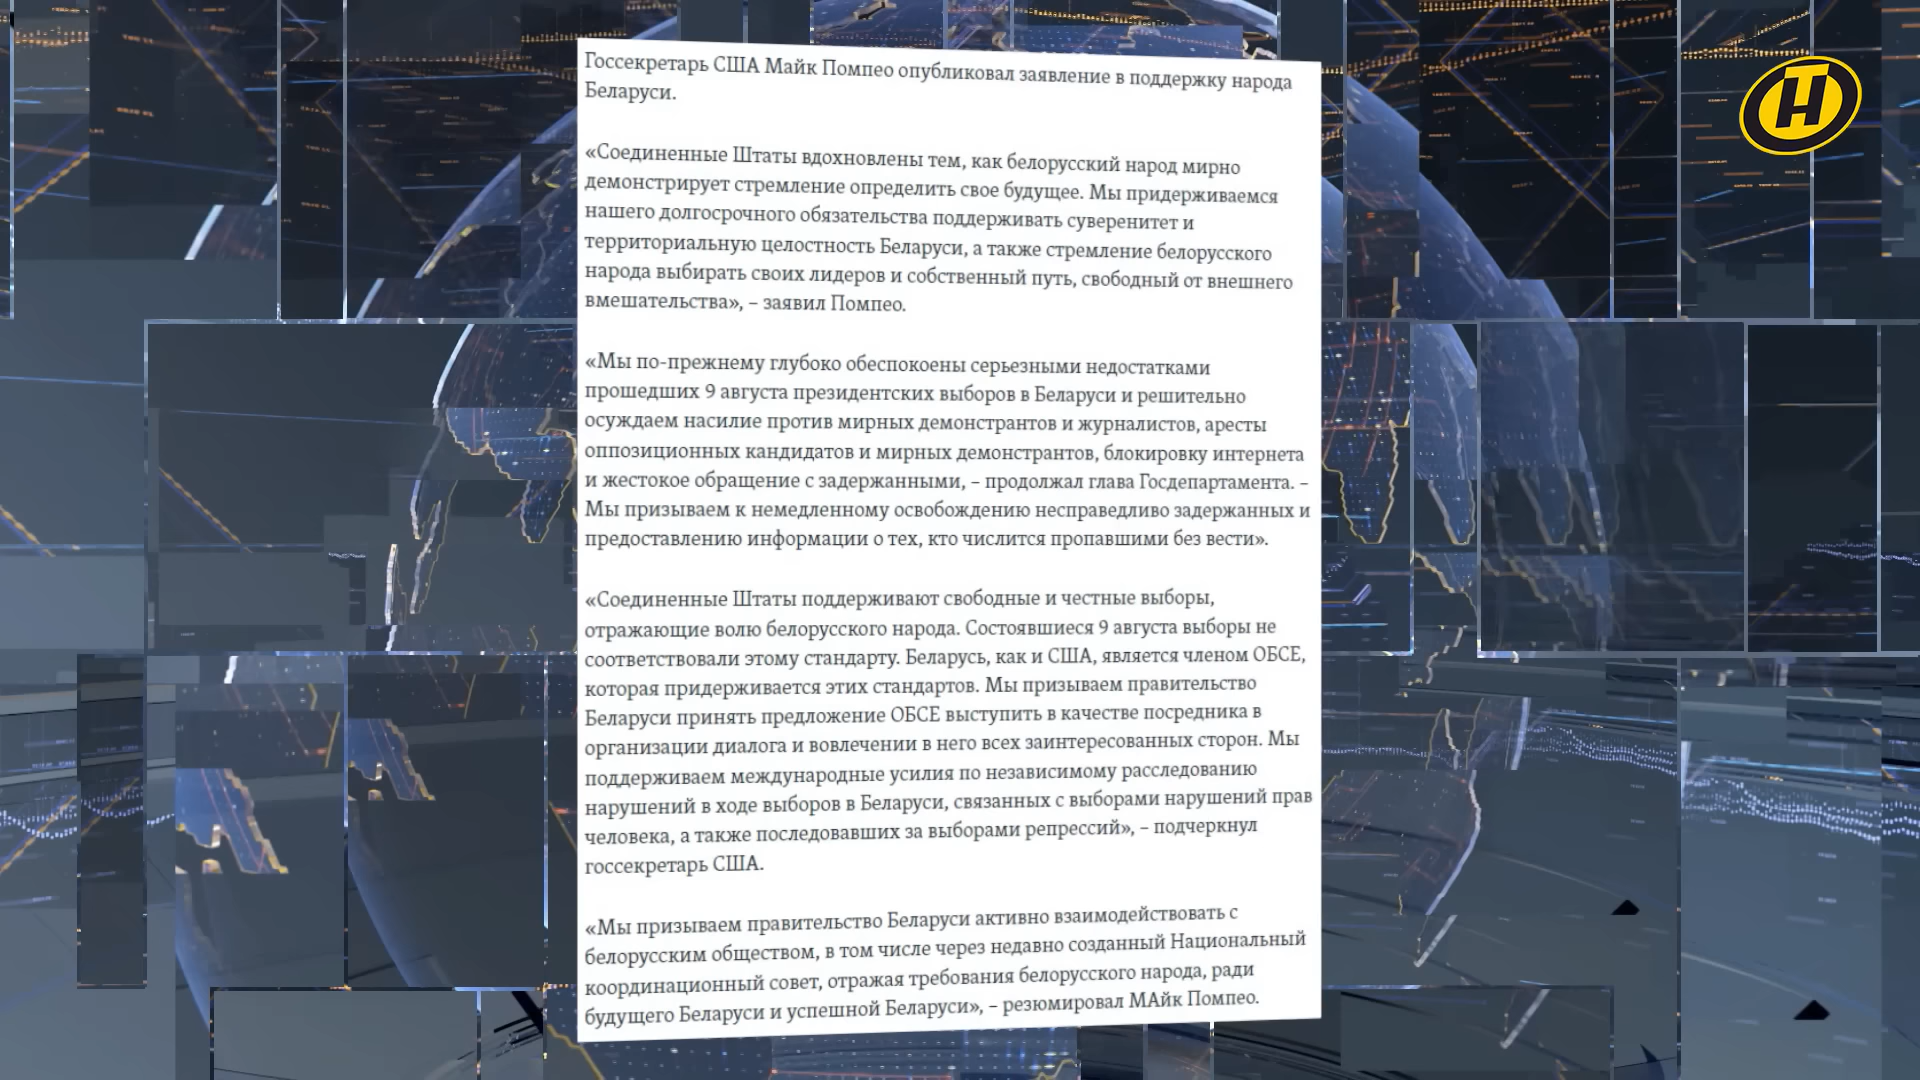 Госсекретарь США Майк Помпео опубликовал заявление в поддержку народа
Беларуси.
«Соединенные Штаты вдохновлены тем, как белорусский народ мирно
демонстрирует стремление определить свое будущее. Мы придерживаемся
нашего долгосрочного обязательства поддерживать суверенитет и
территориальную целостность Беларуси, а также стремление белорусского
народа выбирать своих лидеров и собственный путь, свободный от внешнего
вмешательства», – заявил Помпео.
«Мы по-прежнему глубоко обеспокоены серьезными недостатками
прошедших 9 августа президентских выборов в Беларуси и решительно
осуждаем насилие против мирных демонстрантов и журналистов, аресты
оппозиционных кандидатов и мирных демонстрантов, блокировку интернета
и жестокое обращение с задержанными, – продолжал глава Госдепартамента. –
Мы призываем к немедленному освобождению несправедливо задержанных и
предоставлению информации о тех, кто числится пропавшими без вести».
«Соединенные Штаты поддерживают свободные и честные выборы,
отражающие волю белорусского народа. Состоявшиеся 9 августа выборы не
соответствовали этому стандарту. Беларусь, как и США, является членом ОБСЕ,
которая придерживается этих стандартов. Мы призываем правительство
Беларуси принять предложение ОБСЕ выступить в качестве посредника в
организации диалога и вовлечении в него всех заинтересованных сторон. Мы
поддерживаем международные усилия по независимому расследованию
нарушений в ходе выборов в Беларуси, связанных с выборами нарушений прав
человека, а также последовавших за выборами репрессий», – подчеркнул
госсекретарь США.
«Мы призываем правительство Беларуси активно взаимодействовать с
белорусским обществом, в том числе через недавно созданный Национальный
координационный совет, отражая требования белорусского народа, ради
будущего Беларуси и успешной Беларуси», – резюмировал МАйк Помпео.
Н